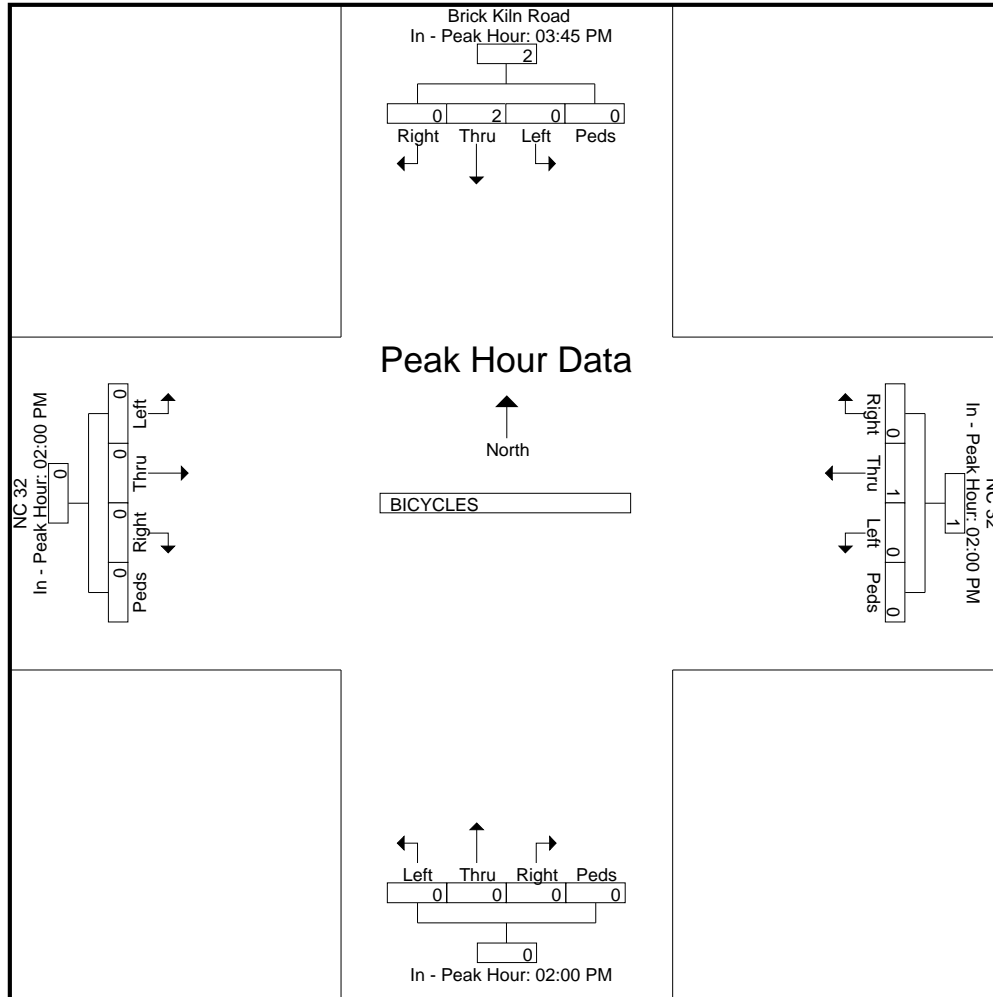 Brick Kiln Road
In - Peak Hour: 03:45 PM
2
0 2 0 0
Right Thru Left Peds
Peak Hour Data
North
BICYCLES
NC 32
In - Peak Hour: 02:00 PM
0
0 0 0 0
Left Thru Right Peds
NC 32
In - Peak Hour: 02:00 PM
1
0 1 0 0
Right Thru Left Peds
Left Thru Right Peds
0 0 0 0
0
In - Peak Hour: 02:00 PM